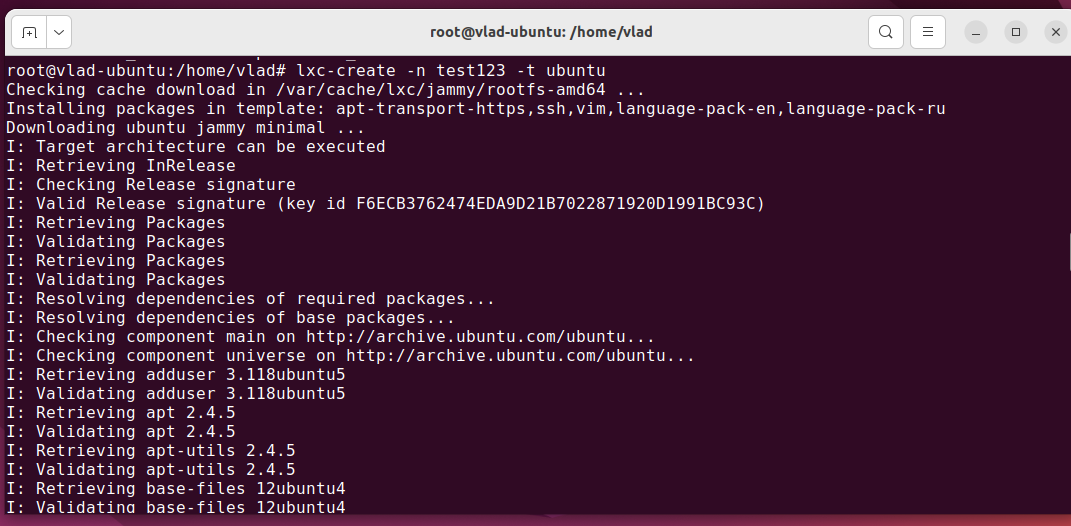 root@vlad-ubuntu: /home/vlad
root@vlad-ubuntu:/home/vlad# lxc-create -n test123 -t ubuntu
Checking cache download in /var/cache/lxc/jammy/rootfs-amd64 ...
Installing packages in template: apt-transport-https,ssh,vim,language-pack-en,language-pack-ru
Downloading ubuntu jammy minimal ...
I: Target architecture can be executed
I: Retrieving InRelease
I: Checking Release signature
I: Valid Release signature (key id F6ECB3762474EDA9D21B7022871920D1991BC93C)
I: Retrieving Packages
I: Validating Packages
I: Retrieving Packages
I: Validating Packages
I: Resolving dependencies of required packages...
I: Resolving dependencies of base packages...
I: Checking component main on http://archive.ubuntu.com/ubuntu...
I: Checking component universe on http://archive.ubuntu.com/ubuntu...
I: Retrieving adduser 3.118ubuntu5
I: Validating adduser 3.118ubuntu5
I: Retrieving apt 2.4.5
I: Validating apt 2.4.5
I: Retrieving apt-utils 2.4.5
I: Validating apt-utils 2.4.5
I: Retrieving base-files 12ubuntu4
I: Validating base-files 12ubuntu4